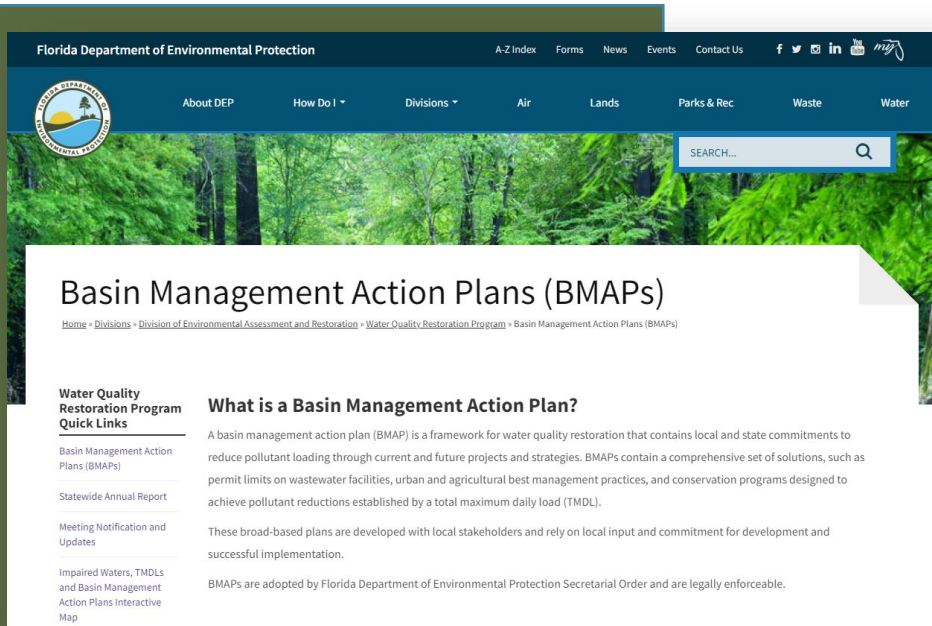 Florida Department of Environmental Protection
A-Z Index Forms News Events Contact Us
f in You Tube my
FLORIDA DEPARTMENT OF ENVIRONMENTAL PROTECTION
About DEP How Do I Divisions Air Lands Parks & Rec Waste Water
SEARCH...
Basin Management Action Plans (BMAPs)
Home » Divisions » Division of Environmental Assessment and Restoration » Water Quality Restoration Program » Basin Management Action Plans (BMAPs)
Water Quality
Restoration Program
Quick Links
Basin Management Action
Plans (BMAPs)
Statewide Annual Report
Meeting Notification and
Updates
Impaired Waters, TMDLs
and Basin Management
Action Plans Interactive
Map
What is a Basin Management Action Plan?
A basin management action plan (BMAP) is a framework for water quality restoration that contains local and state commitments to
reduce pollutant loading through current and future projects and strategies. BMAPs contain a comprehensive set of solutions, such as
permit limits on wastewater facilities, urban and agricultural best management practices, and conservation programs designed to
achieve pollutant reductions established by a total maximum daily load (TMDL).
These broad-based plans are developed with local stakeholders and rely on local input and commitment for development and
successful implementation.
BMAPs are adopted by Florida Department of Environmental Protection Secretarial Order and are legally enforceable.